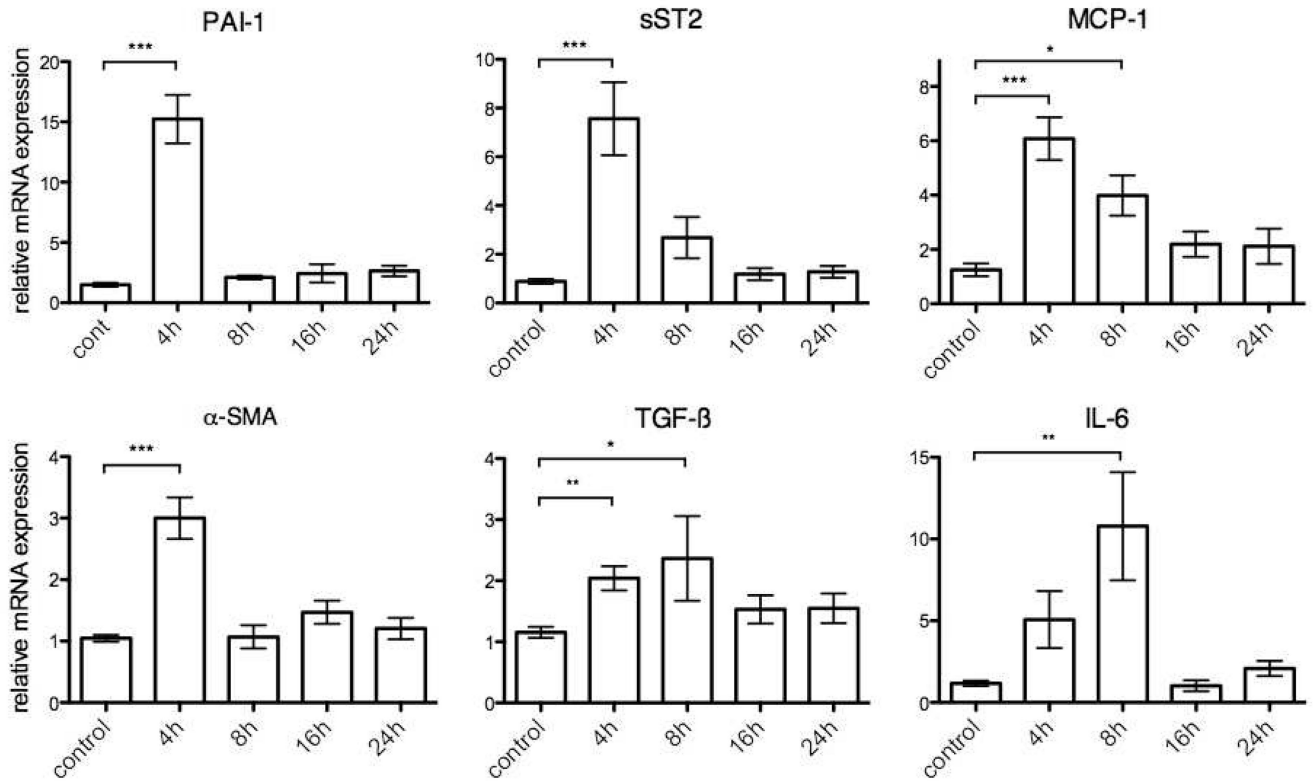 PAI-1
relative mRNA expression
20
15
10
5
0
***
cont
4h
8h
16h
24h
sST2
10
8
6
4
2
0
***
control
4h
8h
16h
24h
MCP-1
8
6
4
2
0
*
***
control
4h
8h
16h
24h
α-SMA
relative mRNA expression
4
3
2
1
0
***
control
4h
8h
16h
24h
TGF-ß
4
3
2
1
0
*
**
control
4h
8h
16h
24h
IL-6
15
10
5
0
**
control
4h
8h
16h
24h